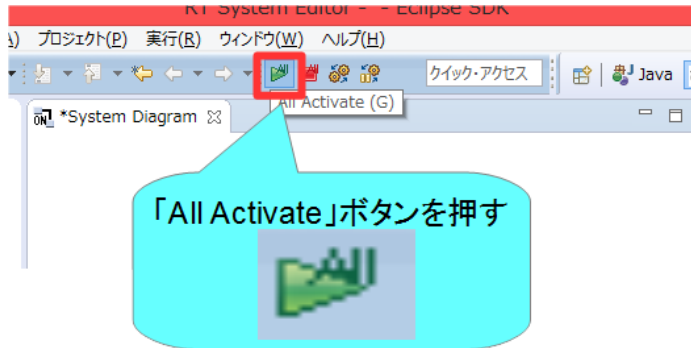 RT System Editor - - Eclipse SDK
) プロジェクト(P) 実行(R) ウィンドウ(W) ヘルプ(H)
クイック・アクセス Java
*System Diagram
All Activate (G)
「All Activate」ボタンを押す